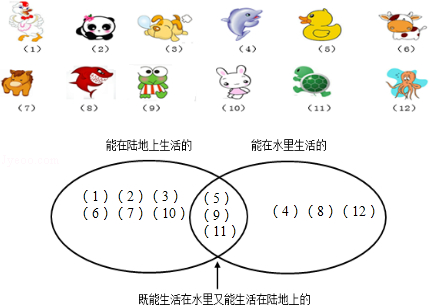 (1) (2) (3) (4) (5) (6)
(7) (8) (9) (10) (11) (12)
能在陆地上生活的 能在水里生活的
(1)(2)(3) (5)
(6)(7)(10) (9) (4)(8)(12)
(11)
既能生活在水里又能生活在陆地上的